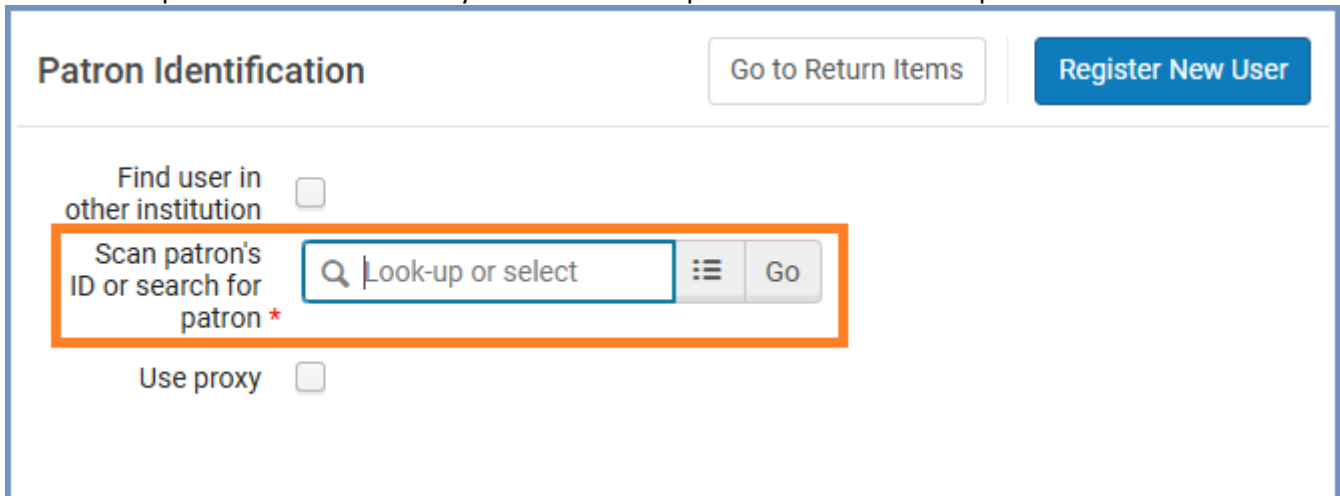 Patron Identification
Go to Return Items
Register New User
Find user in
other institution
Scan patron's
ID or search for
patron *
Look-up or select
Go
Use proxy